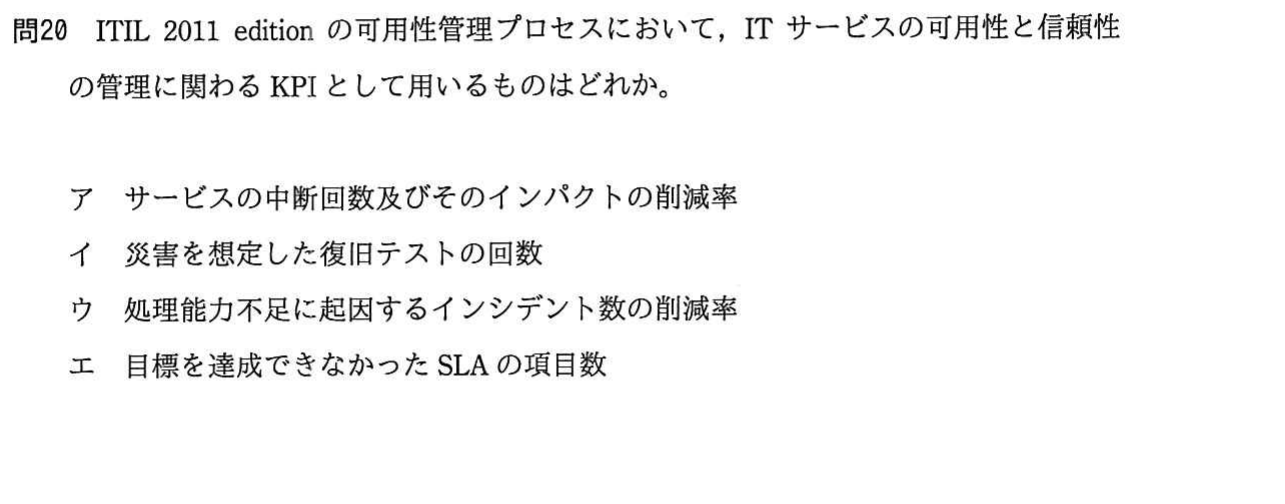 問20 ITIL 2011 edition の可用性管理プロセスにおいて，IT サービスの可用性と信頼性
の管理に関わる KPI として用いるものはどれか。
ア サービスの中断回数及びそのインパクトの削減率
イ 災害を想定した復旧テストの回数
ウ 処理能力不足に起因するインシデント数の削減率
エ 目標を達成できなかった SLA の項目数